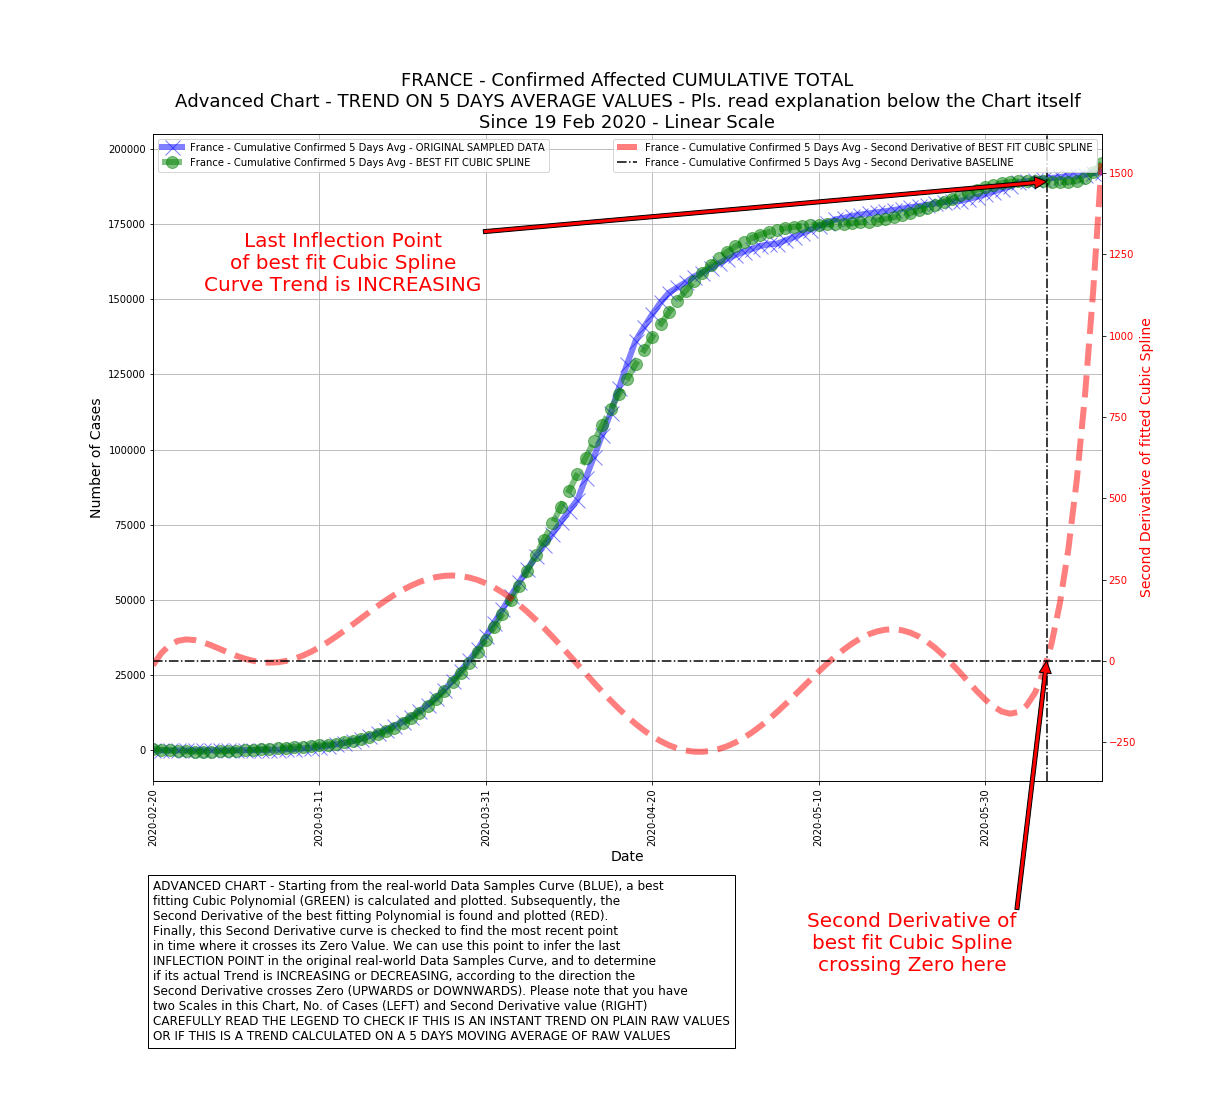 FRANCE - Confirmed Affected CUMULATIVE TOTAL
Advanced Chart - TREND ON 5 DAYS AVERAGE VALUES - Pls. read explanation below the Chart itself
Since 19 Feb 2020 - Linear Scale
France - Cumulative Confirmed 5 Days Avg - ORIGINAL SAMPLED DATA
France - Cumulative Confirmed 5 Days Avg - BEST FIT CUBIC SPLINE
France - Cumulative Confirmed 5 Days Avg - Second Derivative of BEST FIT CUBIC SPLINE
France - Cumulative Confirmed 5 Days Avg - Second Derivative BASELINE
Last Inflection Point
of best fit Cubic Spline
Curve Trend is INCREASING
Number of Cases
200000
175000
150000
125000
100000
75000
50000
25000
0
1500
1250
1000
750
500
250
0
−250
Second Derivative of fitted Cubic Spline
2020-02-20
2020-03-11
2020-03-31
2020-04-20
2020-05-10
2020-05-30
Date
ADVANCED CHART - Starting from the real-world Data Samples Curve (BLUE), a best
fitting Cubic Polynomial (GREEN) is calculated and plotted. Subsequently, the
Second Derivative of the best fitting Polynomial is found and plotted (RED).
Finally, this Second Derivative curve is checked to find the most recent point
in time where it crosses its Zero Value. We can use this point to infer the last
INFLECTION POINT in the original real-world Data Samples Curve, and to determine
if its actual Trend is INCREASING or DECREASING, according to the direction the
Second Derivative crosses Zero (UPWARDS or DOWNWARDS). Please note that you have
two Scales in this Chart, No. of Cases (LEFT) and Second Derivative value (RIGHT)
CAREFULLY READ THE LEGEND TO CHECK IF THIS IS AN INSTANT TREND ON PLAIN RAW VALUES
OR IF THIS IS A TREND CALCULATED ON A 5 DAYS MOVING AVERAGE OF RAW VALUES
Second Derivative of
best fit Cubic Spline
crossing Zero here